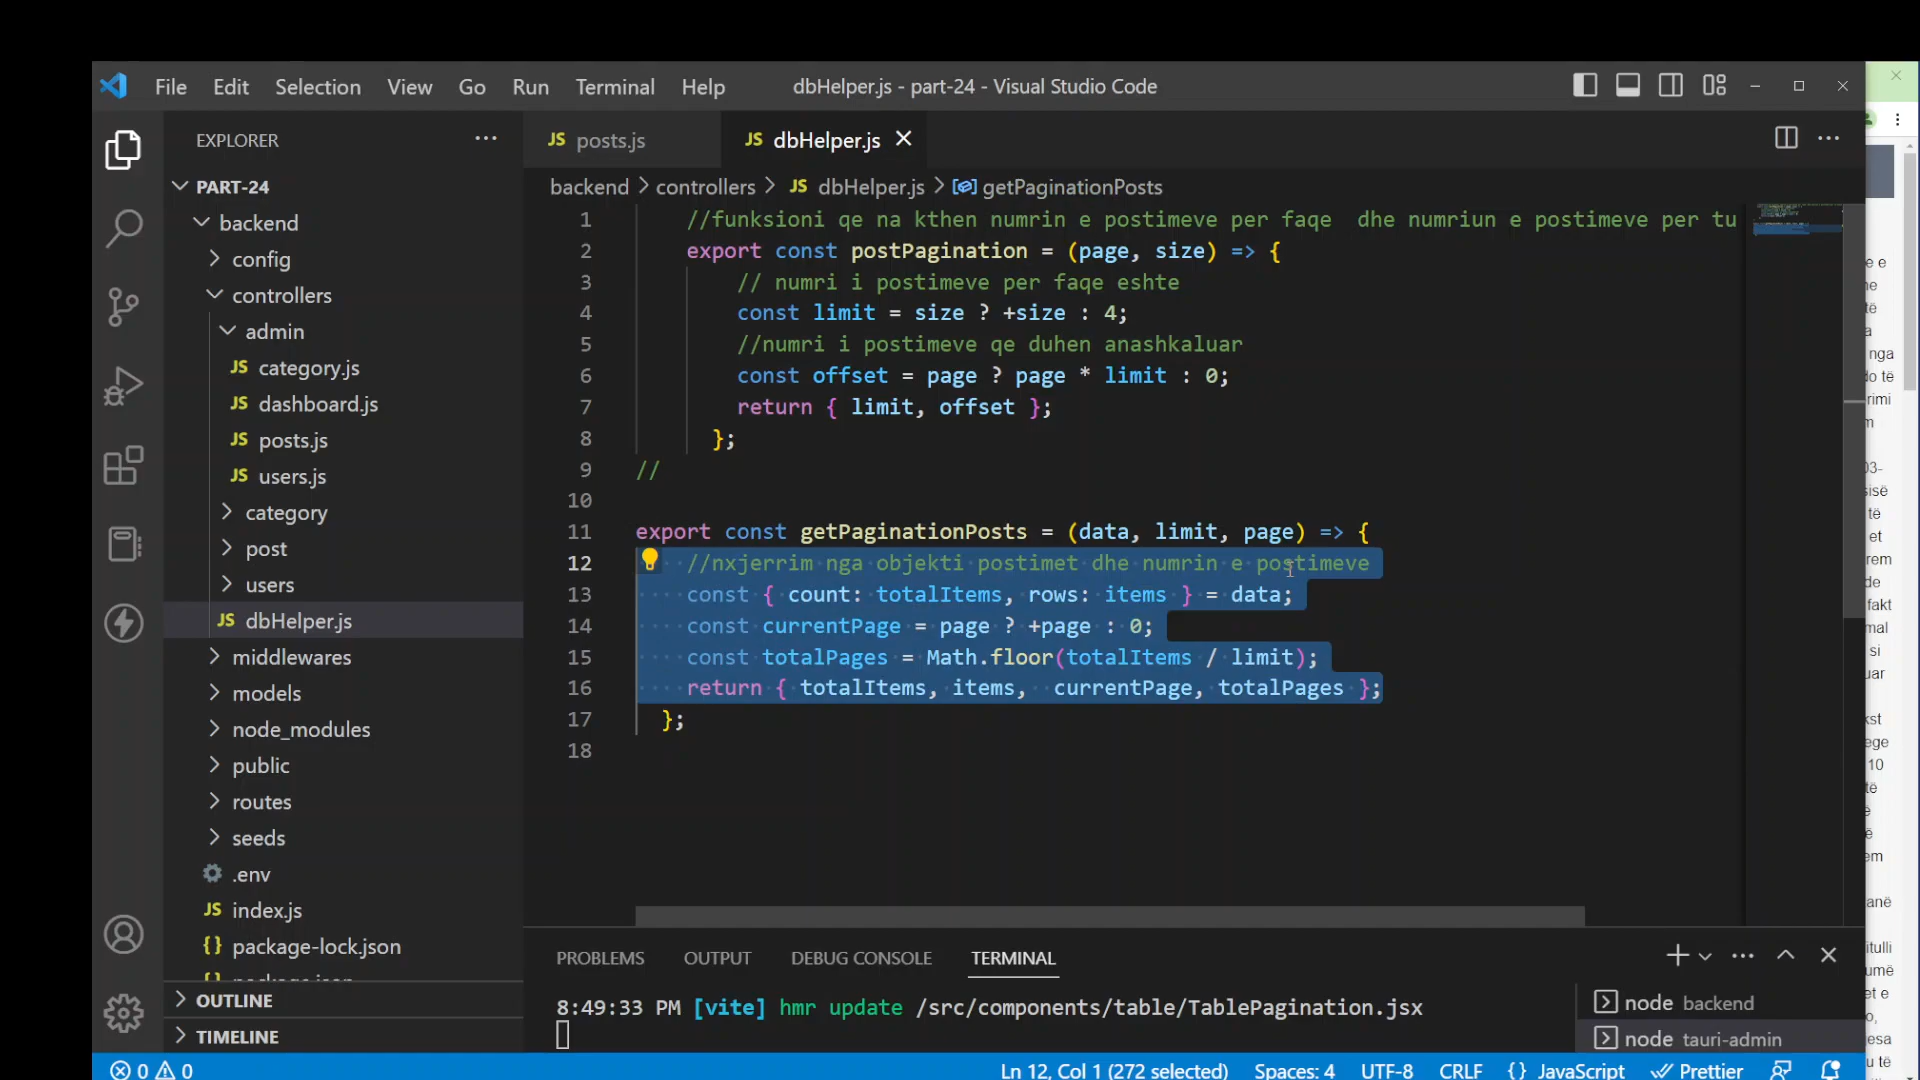 File Edit Selection View Go Run Terminal Help dbHelper.js - part-24 - Visual Studio Code
EXPLORER
PART-24
backend
config
controllers
admin
JS category.js
JS dashboard.js
JS posts.js
JS users.js
category
post
users
JS dbHelper.js
middlewares
models
node_modules
public
routes
seeds
.env
JS index.js
{} package-lock.json
OUTLINE
TIMELINE
JS posts.js JS dbHelper.js
backend > controllers > JS dbHelper.js > getPaginationPosts
1 //funksioni qe na kthen numrin e postimeve per faqe dhe numriun e postimeve per tu
2 export const postPagination = (page, size) => {
3 // numri i postimeve per faqe eshte
4 const limit = size ? +size : 4;
5 //numri i postimeve qe duhen anashkaluar
6 const offset = page ? page * limit : 0;
7 return { limit, offset };
8 };
9 //
10
11 export const getPaginationPosts = (data, limit, page) => {
12 //nxjerrim nga objekti postimet dhe numrin e postimeve
13 const { count: totalItems, rows: items } = data;
14 const currentPage = page ? +page : 0;
15 const totalPages = Math.floor(totalItems / limit);
16 return { totalItems, items, currentPage, totalPages };
17 };
18
PROBLEMS OUTPUT DEBUG CONSOLE TERMINAL
8:49:33 PM [vite] hmr update /src/components/table/TablePagination.jsx
node backend
node tauri-admin
0 0 Ln 12, Col 1 (272 selected) Spaces: 4 UTF-8 CRLF {} JavaScript Prettier